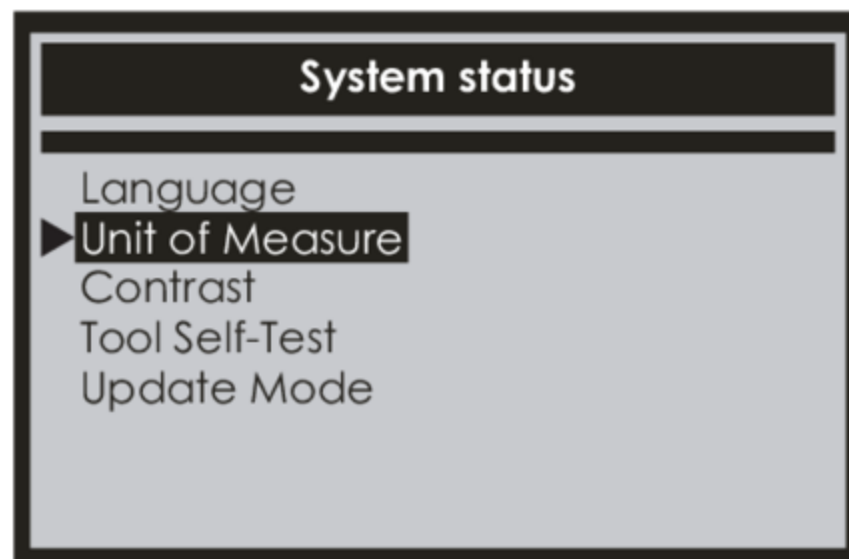 System status
Language
Unit of Measure
Contrast
Tool Self-Test
Update Mode